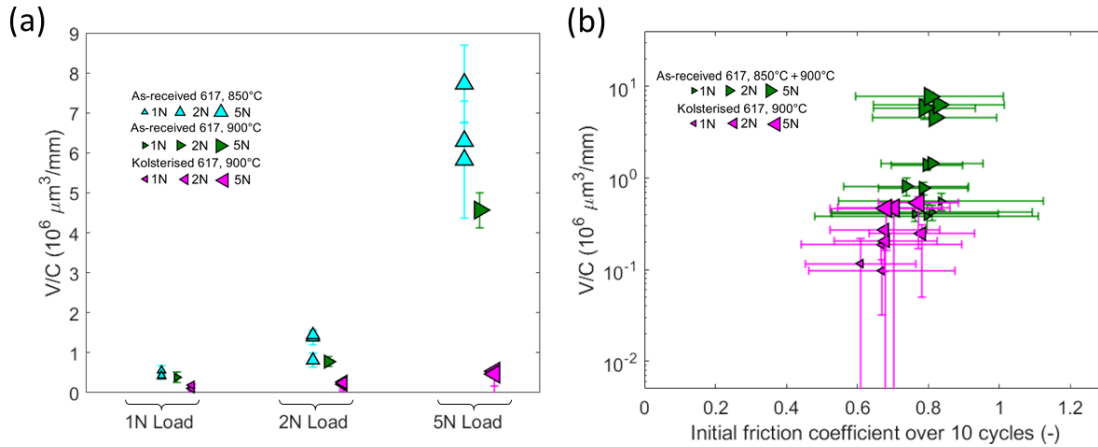 (a)
9
8
7
6
5
4
3
2
1
0
V/C (10⁶ μm³/mm)
As-received 617, 850°C
1N 2N 5N
As-received 617, 900°C
1N 2N 5N
Kolsterised 617, 900°C
1N 2N 5N
1N Load 2N Load 5N Load
(b)
10¹
10⁰
10⁻¹
10⁻²
V/C (10⁶ μm³/mm)
As-received 617, 850°C + 900°C
1N 2N 5N
Kolsterised 617, 900°C
1N 2N 5N
0 0.2 0.4 0.6 0.8 1 1.2
Initial friction coefficient over 10 cycles (-)